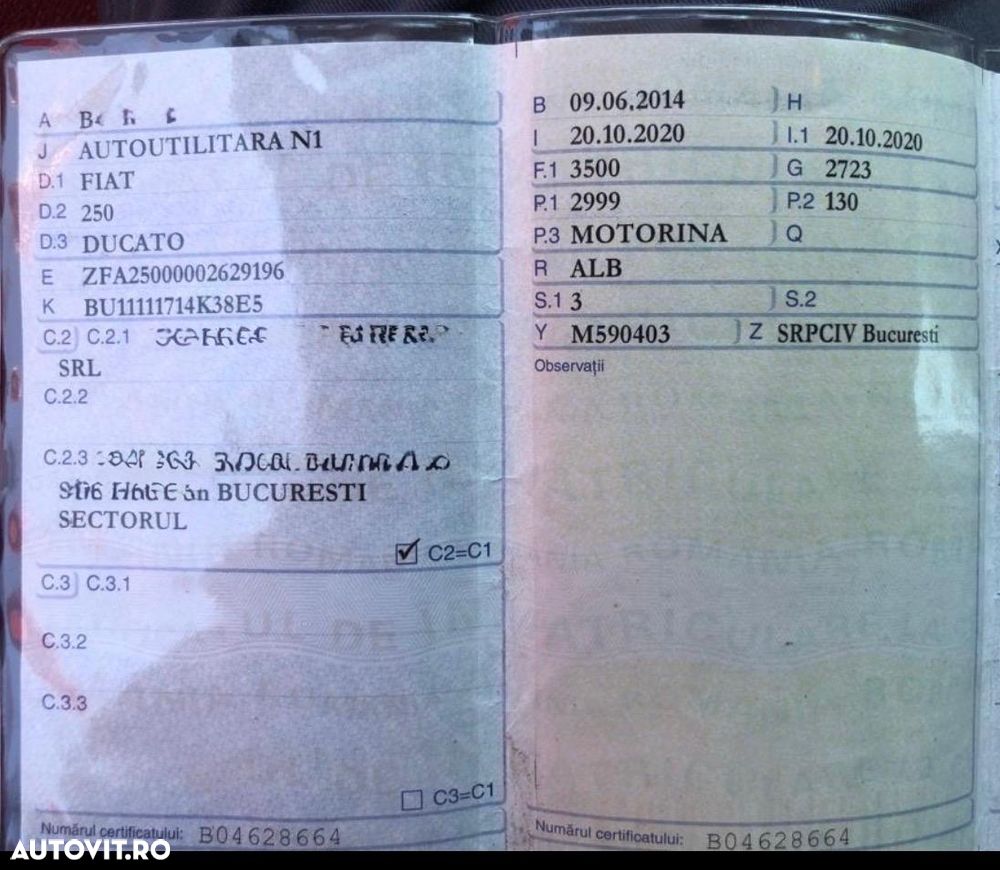 A
J AUTOUTILITARA N1
D.1 FIAT
D.2 250
D.3 DUCATO
E ZFA25000002629196
K BU11111714K38E5
C.2 C.2.1
SRL
C.2.2
C.2.3
BUCURESTI
SECTORUL
C2=C1
C.3 C.3.1
C.3.2
C.3.3
C3=C1
Numărul certificatului: B04628664
B 09.06.2014 H
I 20.10.2020 I.1 20.10.2020
F.1 3500 G 2723
P.1 2999 P.2 130
P.3 MOTORINA Q
R ALB
S.1 3 S.2
Y M590403 Z SRPCIV Bucuresti
Observații
Numărul certificatului: B04628664
AUTOVIT.RO